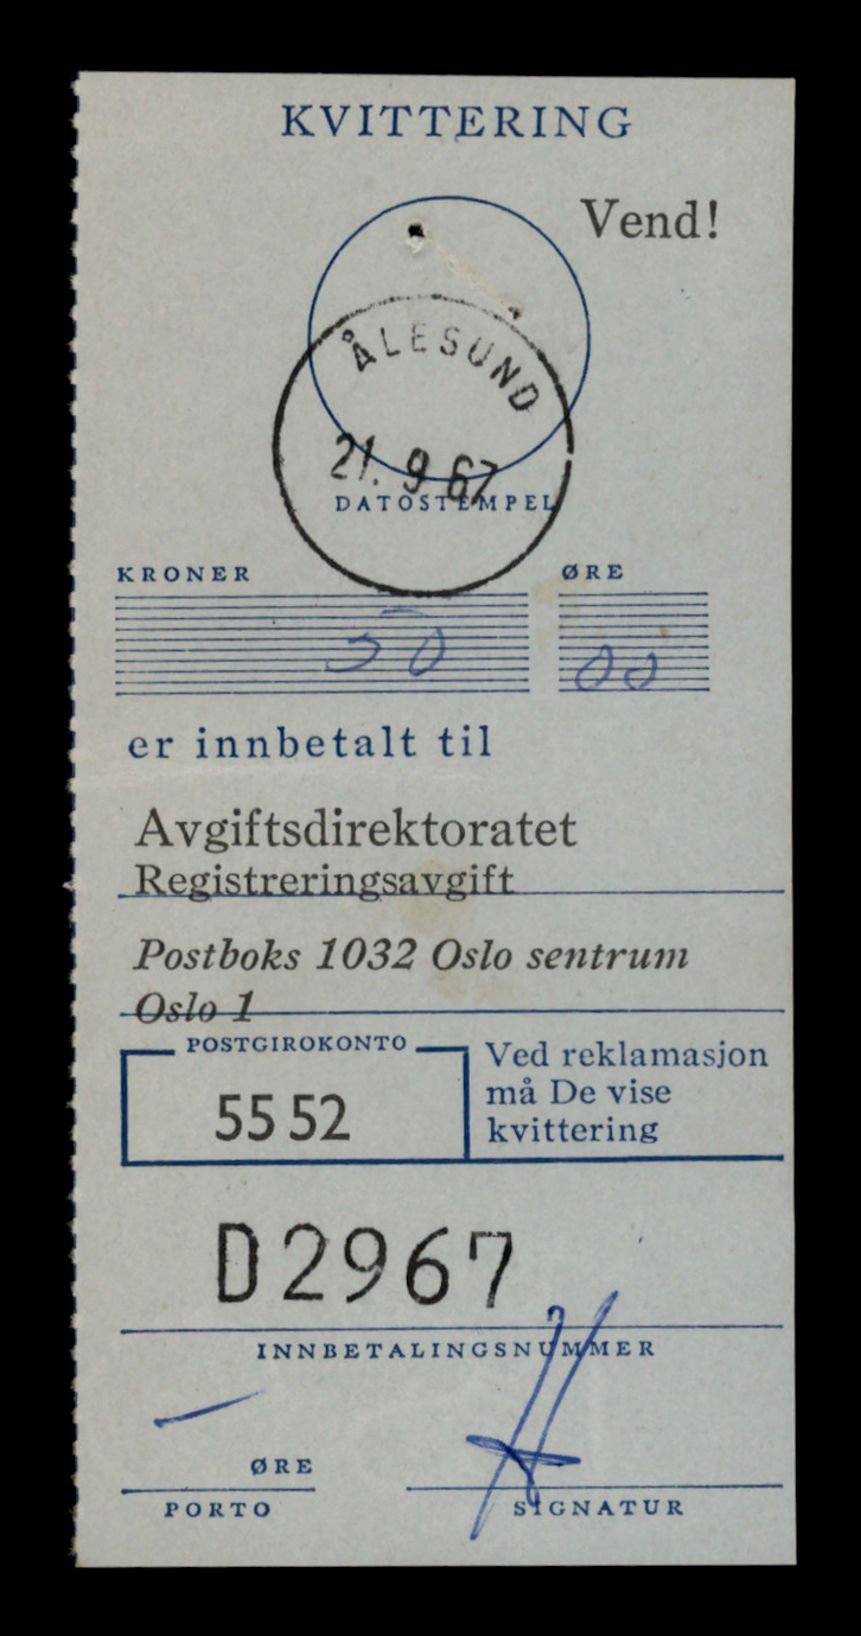 KVITTERING
Vend!
ÅLESUND
21. 9 67
DATOSTEMPEL
KRONER ØRE
50 00
er innbetalt til
Avgiftsdirektoratet
Registreringsavgift
Postboks 1032 Oslo sentrum
Oslo 1
POSTGIROKONTO
55 52
Ved reklamasjon
må De vise
kvittering
D2967
INNBETALINGSNUMMER
ØRE
PORTO
SIGNATUR